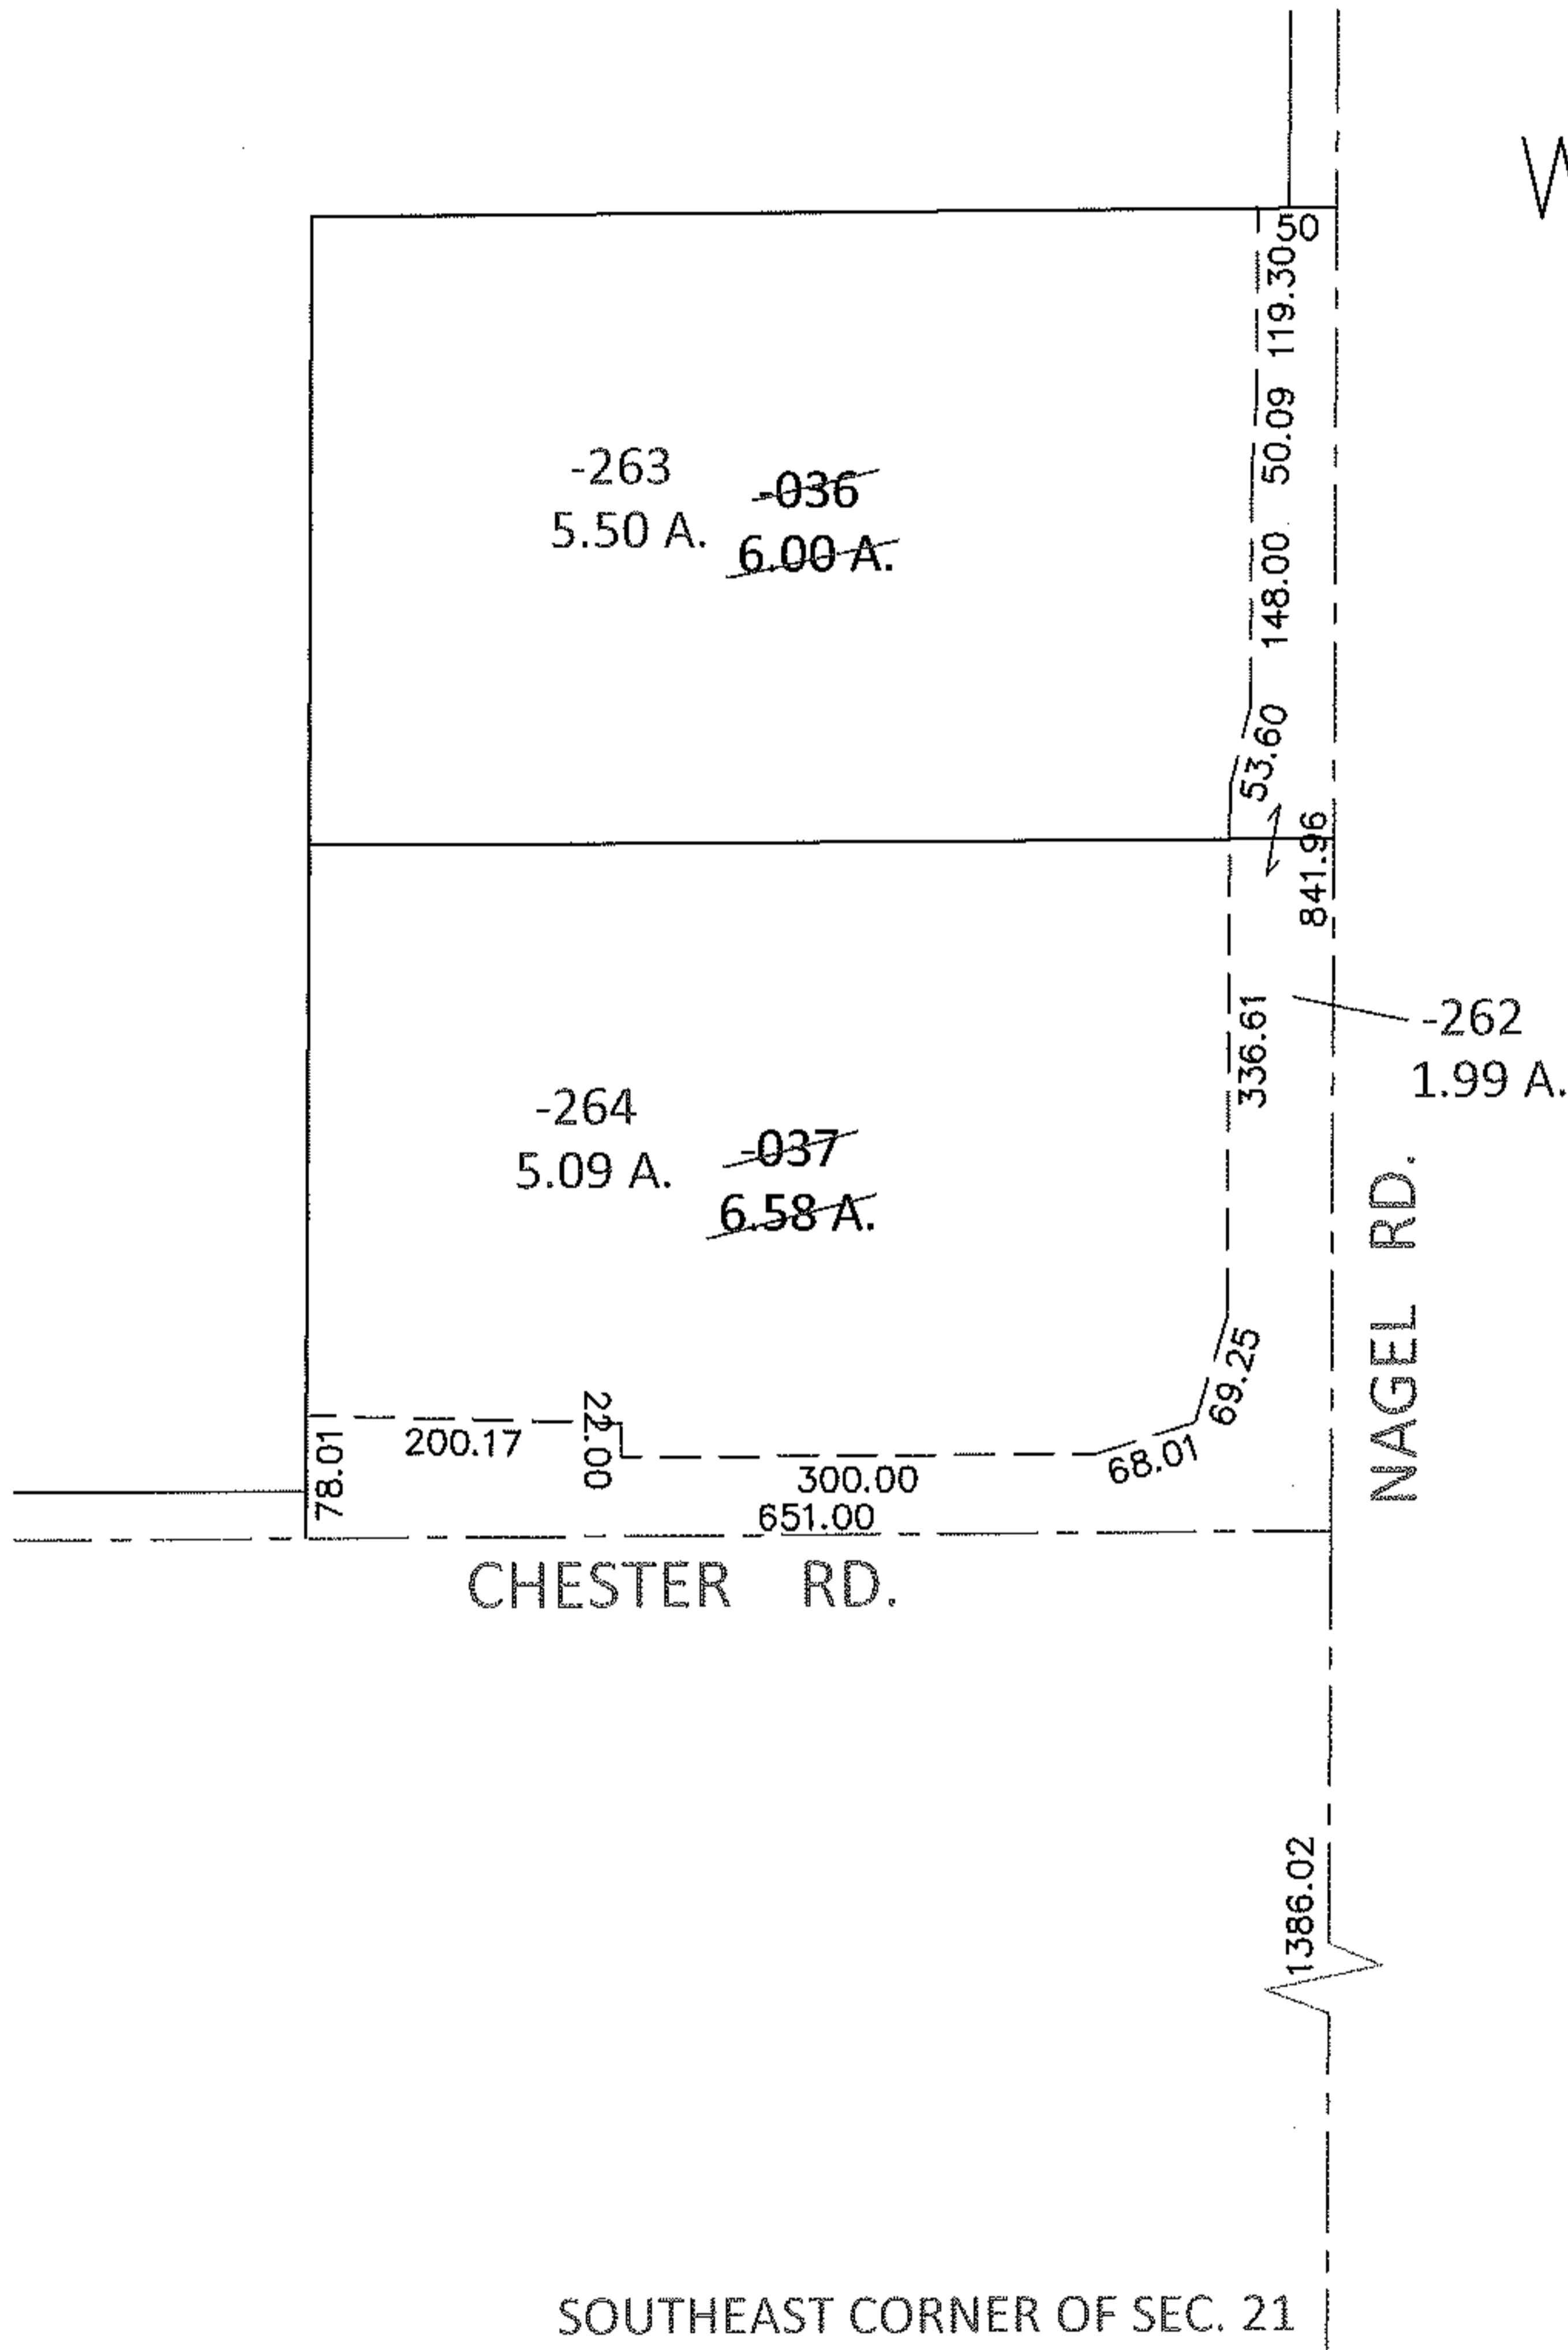 W
50
119.30
50.09
148.00
53.60
-263
5.50 A.
-036
6.00 A.
841.96
336.61
-262
1.99 A.
-264
5.09 A.
-037
6.58 A.
NAGEL RD.
69.25
68.01
22.00
200.17
78.01
300.00
651.00
CHESTER RD.
1386.02
SOUTHEAST CORNER OF SEC. 21